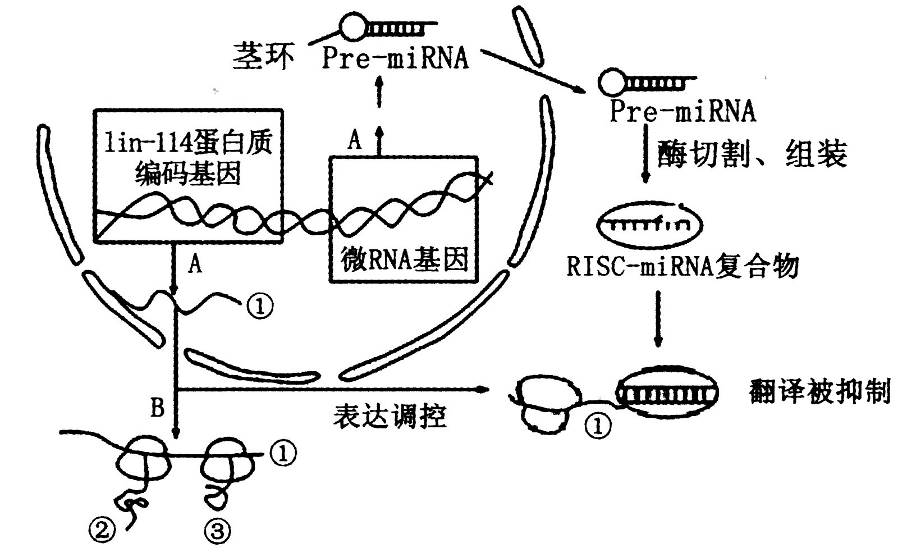 茎环
Pre-miRNA
Pre-miRNA
酶切割、组装
lin-114蛋白质
编码基因
A
微RNA基因
A
①
RISC-miRNA复合物
B
表达调控
①
翻译被抑制
①
②
③